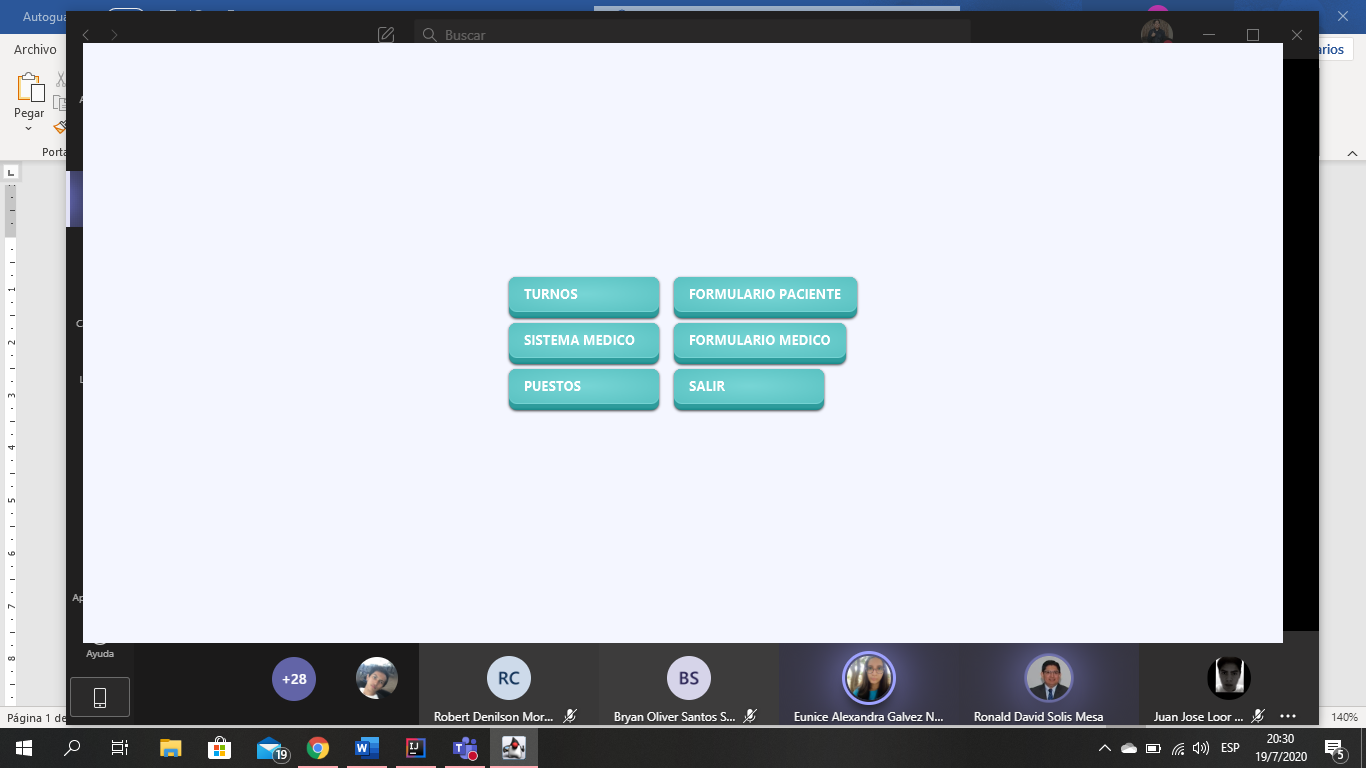 Autogua
Buscar
Archivo
arios
Pegar
Porta
TURNOS
FORMULARIO PACIENTE
SISTEMA MEDICO
FORMULARIO MEDICO
PUESTOS
SALIR
Ap
Ayuda
+28
RC
BS
Robert Denilson Mor...
Bryan Oliver Santos S...
Eunice Alexandra Galvez N...
Ronald David Solis Mesa
Juan Jose Loor ...
Página 1 de
140%
19
ESP
20:30
19/7/2020
5